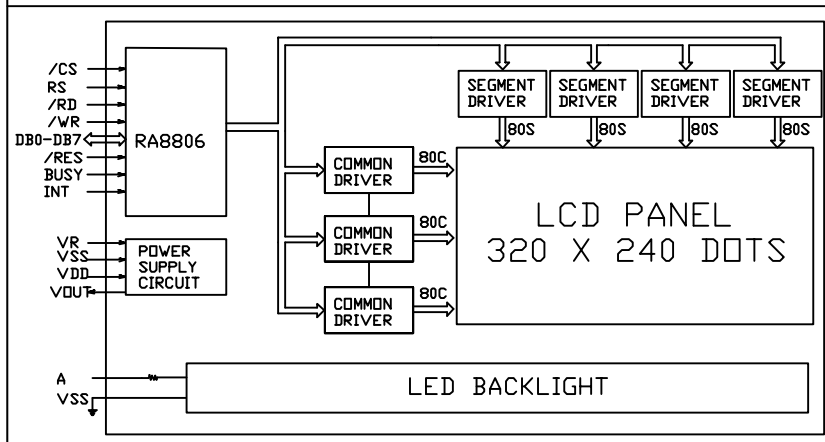 /CS
RS
/RD
/WR
DB0-DB7
/RES
BUSY
INT
RA8806
VR
VSS
VDD
VOUT
POWER
SUPPLY
CIRCUIT
SEGMENT
DRIVER
SEGMENT
DRIVER
SEGMENT
DRIVER
SEGMENT
DRIVER
80S
80S
80S
80S
COMMON
DRIVER
80C
COMMON
DRIVER
80C
COMMON
DRIVER
80C
LCD PANEL
320 X 240 DOTS
A
VSS
LED BACKLIGHT